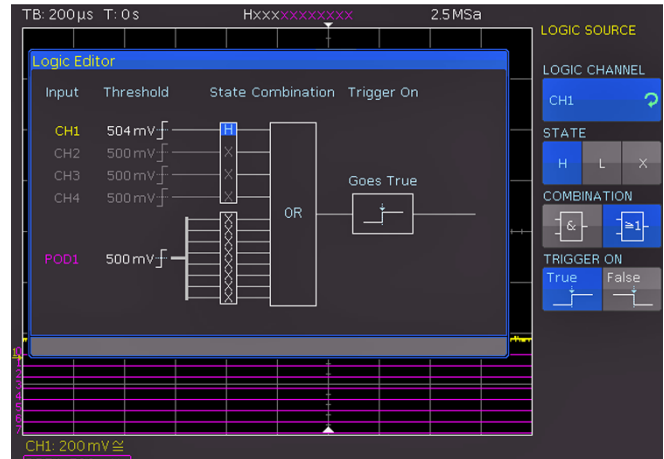 TB: 200 µs T: 0 s Hxxxxxxxxxxx 2.5 MSa
LOGIC SOURCE
Logic Editor
Input Threshold State Combination Trigger On
CH1 504 mV H
CH2 500 mV X
CH3 500 mV X
CH4 500 mV X
Goes True
OR
X
X
X
X
X
X
X
X
POD1 500 mV
LOGIC CHANNEL
CH1
STATE
H L X
COMBINATION
& ≥1
TRIGGER ON
True False
CH1: 200 mV ≅